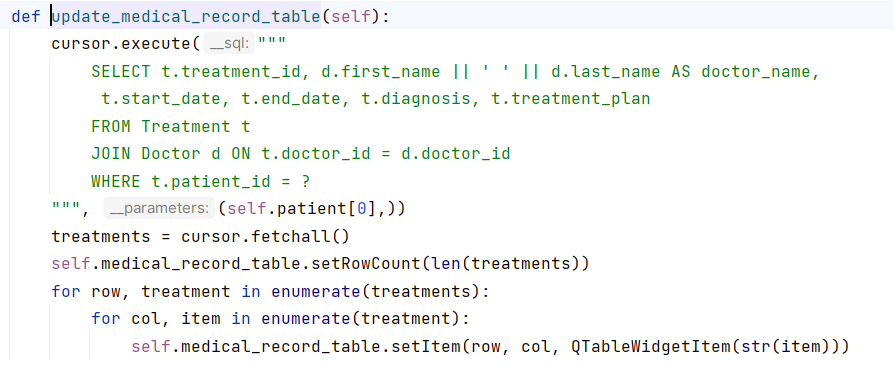 def update_medical_record_table(self):
    cursor.execute( __sql: """
        SELECT t.treatment_id, d.first_name || ' ' || d.last_name AS doctor_name,
         t.start_date, t.end_date, t.diagnosis, t.treatment_plan
        FROM Treatment t
        JOIN Doctor d ON t.doctor_id = d.doctor_id
        WHERE t.patient_id = ?
    """,  __parameters: (self.patient[0],))
    treatments = cursor.fetchall()
    self.medical_record_table.setRowCount(len(treatments))
    for row, treatment in enumerate(treatments):
        for col, item in enumerate(treatment):
            self.medical_record_table.setItem(row, col, QTableWidgetItem(str(item)))